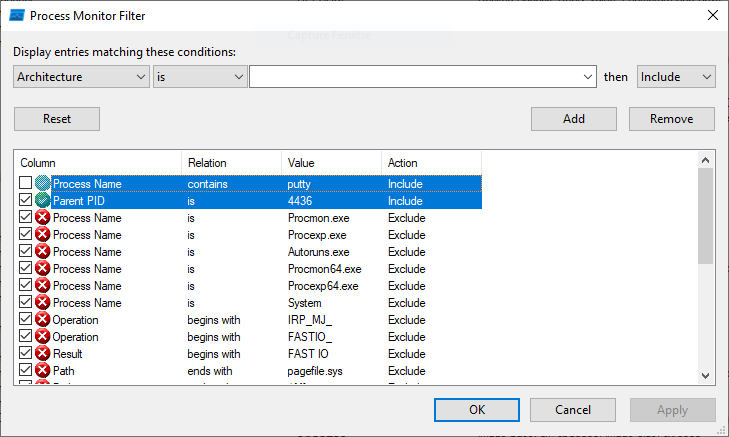 Process Monitor Filter
Display entries matching these conditions:
Architecture is then Include
Reset Add Remove
Column Relation Value Action
Process Name contains putty Include
Parent PID is 4436 Include
Process Name is Procmon.exe Exclude
Process Name is Procexp.exe Exclude
Process Name is Autoruns.exe Exclude
Process Name is Procmon64.exe Exclude
Process Name is Procexp64.exe Exclude
Process Name is System Exclude
Operation begins with IRP_MJ_ Exclude
Operation begins with FASTIO_ Exclude
Result begins with FAST IO Exclude
Path ends with pagefile.sys Exclude
OK Cancel Apply